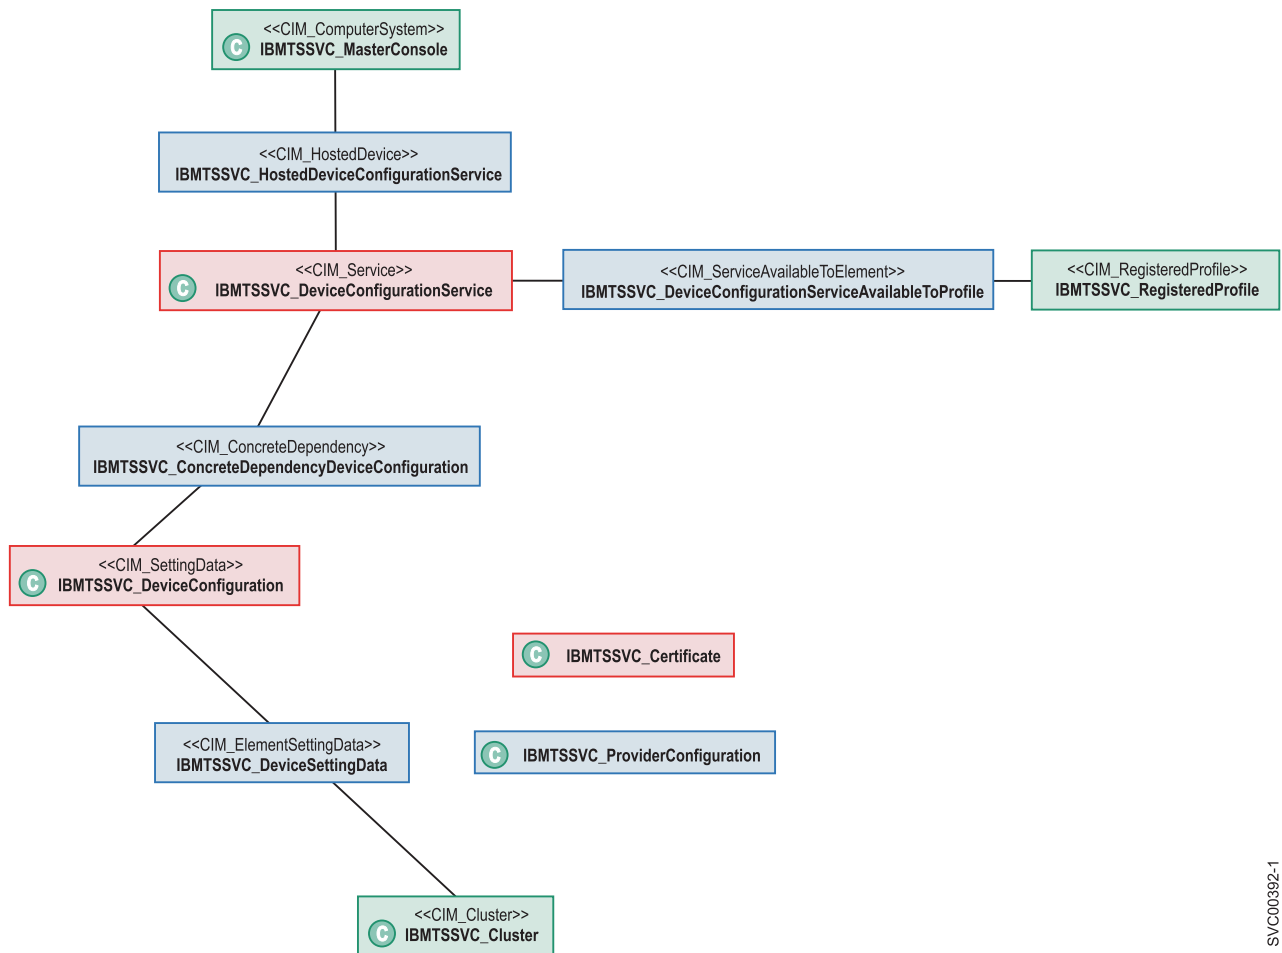 <<CIM_ComputerSystem>>
C IBMTSSVC_MasterConsole
<<CIM_HostedDevice>>
IBMTSSVC_HostedDeviceConfigurationService
<<CIM_Service>>
C IBMTSSVC_DeviceConfigurationService
<<CIM_ServiceAvailableToElement>>
IBMTSSVC_DeviceConfigurationServiceAvailableToProfile
<<CIM_RegisteredProfile>>
IBMTSSVC_RegisteredProfile
<<CIM_ConcreteDependency>>
IBMTSSVC_ConcreteDependencyDeviceConfiguration
<<CIM_SettingData>>
C IBMTSSVC_DeviceConfiguration
C IBMTSSVC_Certificate
<<CIM_ElementSettingData>>
IBMTSSVC_DeviceSettingData
C IBMTSSVC_ProviderConfiguration
<<CIM_Cluster>>
C IBMTSSVC_Cluster
SVC00392-1